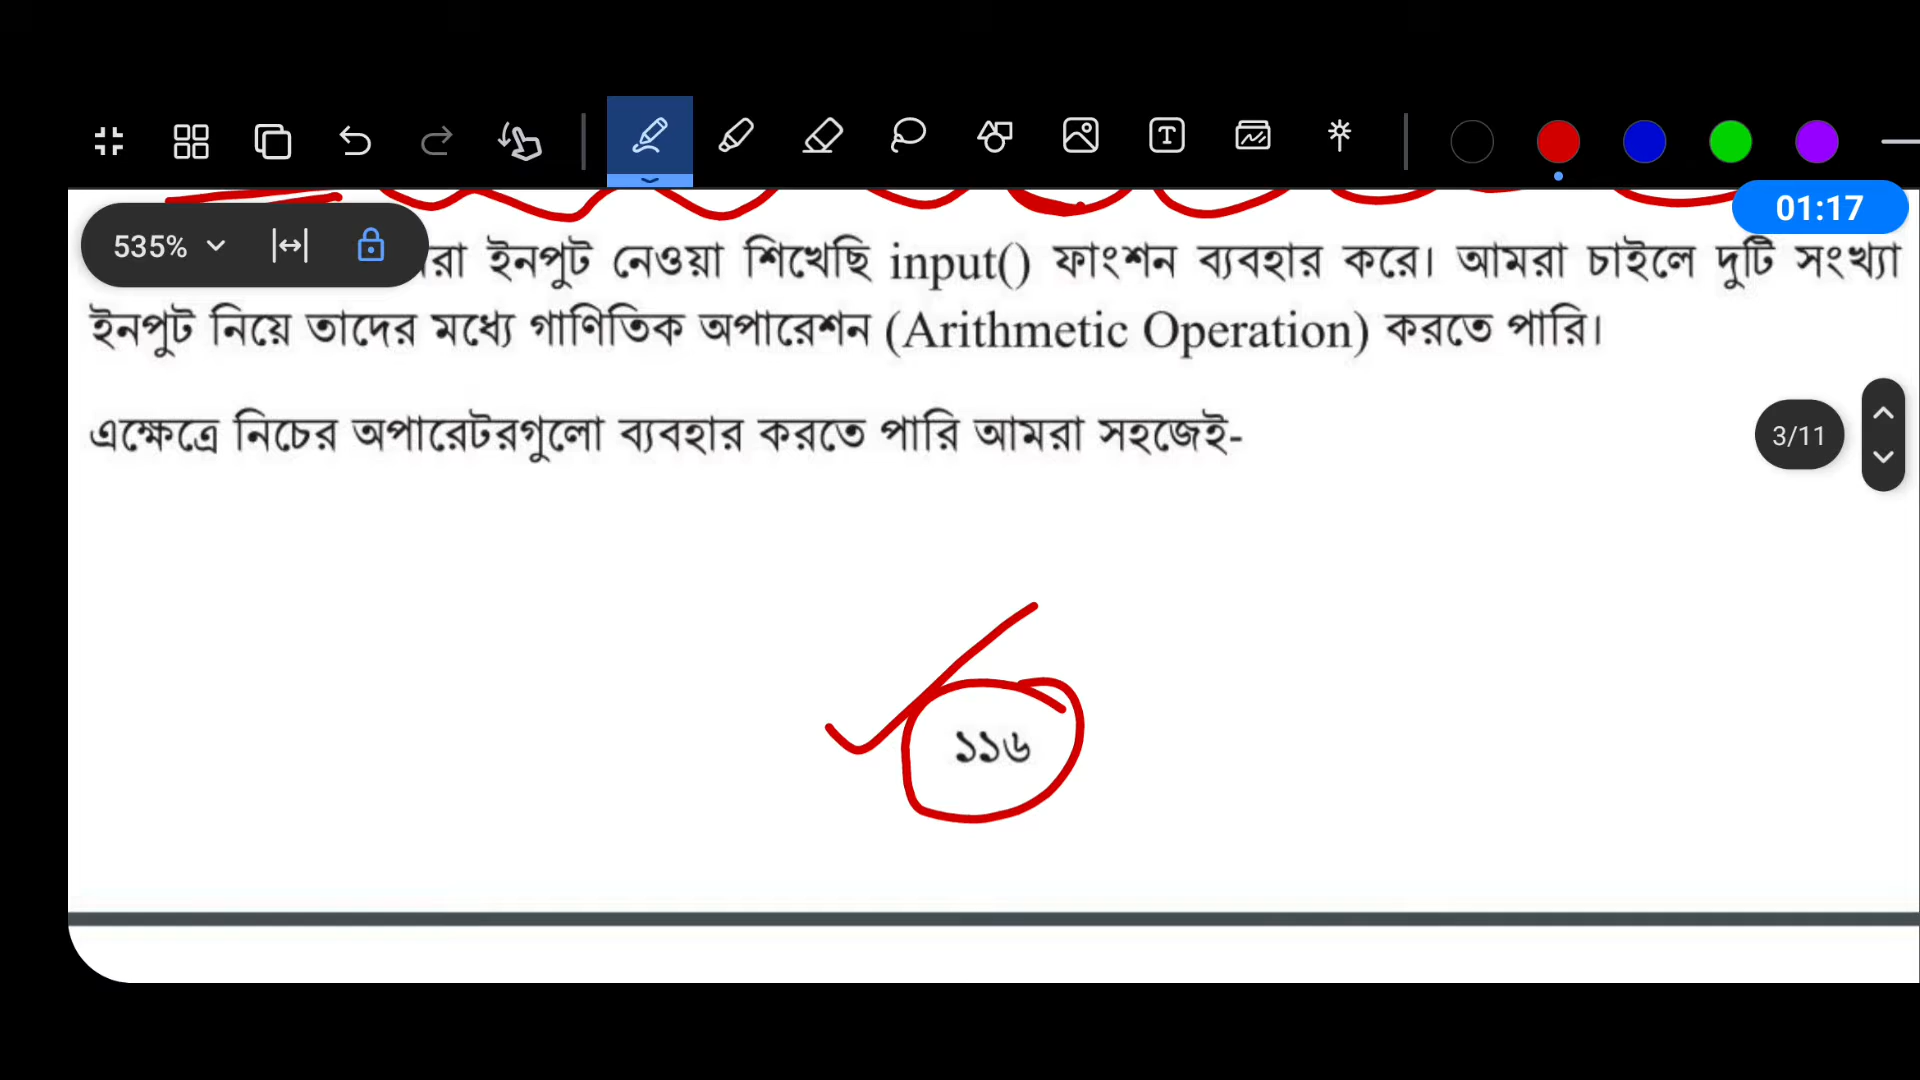 01:17
535%
রা ইনপুট নেওয়া শিখেছি input() ফাংশন ব্যবহার করে। আমরা চাইলে দুটি সংখ্যা
ইনপুট নিয়ে তাদের মধ্যে গাণিতিক অপারেশন (Arithmetic Operation) করতে পারি।
এক্ষেত্রে নিচের অপারেটরগুলো ব্যবহার করতে পারি আমরা সহজেই-
3/11
১১৬